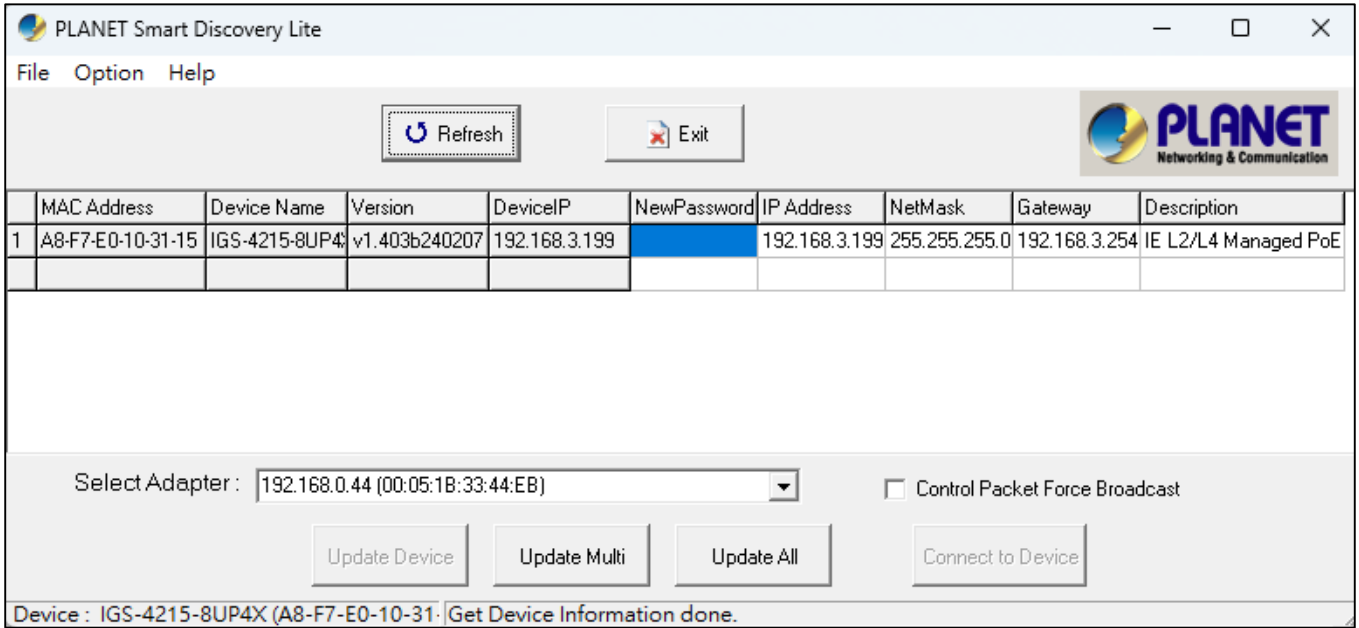 PLANET Smart Discovery Lite
File Option Help
Refresh Exit
PLANET
Networking & Communication
MAC Address Device Name Version DeviceIP NewPassword IP Address NetMask Gateway Description
1 A8-F7-E0-10-31-15 IGS-4215-8UP4X v1.403b240207 192.168.3.199 192.168.3.199 255.255.255.0 192.168.3.254 IE L2/L4 Managed PoE
Select Adapter : 192.168.0.44 (00:05:1B:33:44:EB) Control Packet Force Broadcast
Update Device Update Multi Update All Connect to Device
Device : IGS-4215-8UP4X (A8-F7-E0-10-31- Get Device Information done.